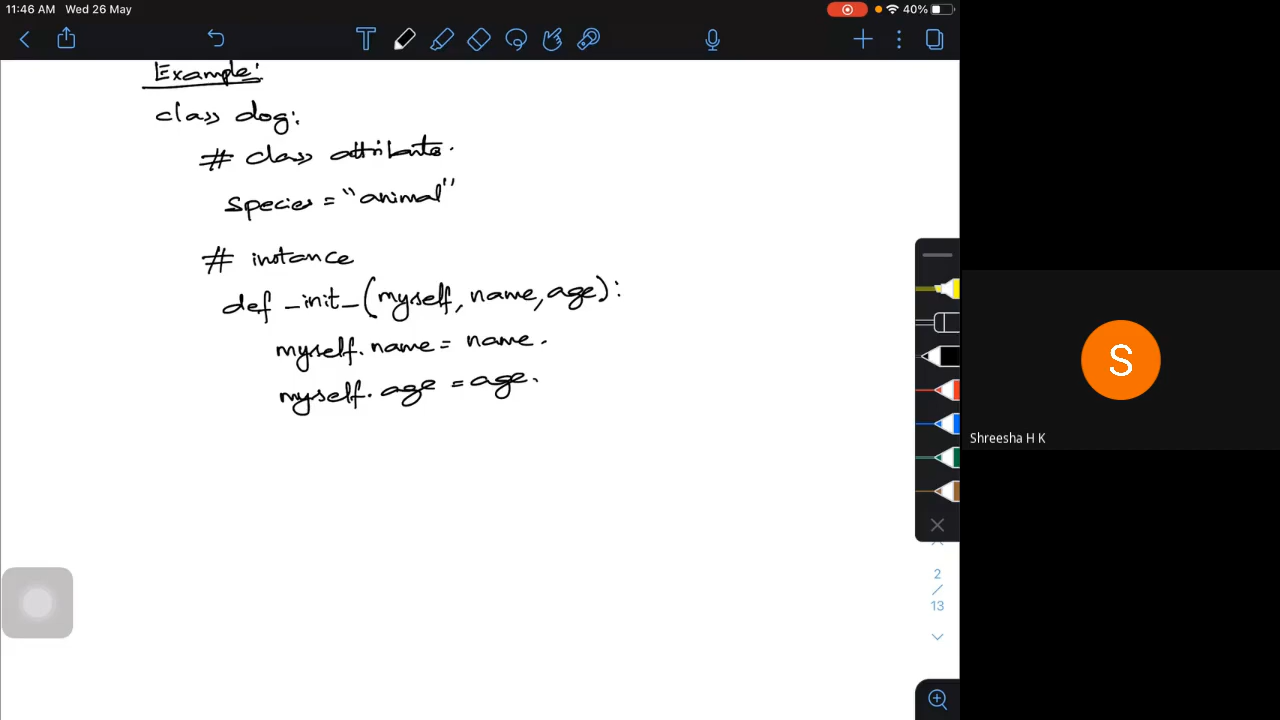 11:46 AM Wed 26 May
40%
Example:
class dog:
# class attributes.
species = "animal"
# instance
def _init_(myself, name, age):
myself.name = name.
myself.age = age.
S
Shreesha H K
2
/
13